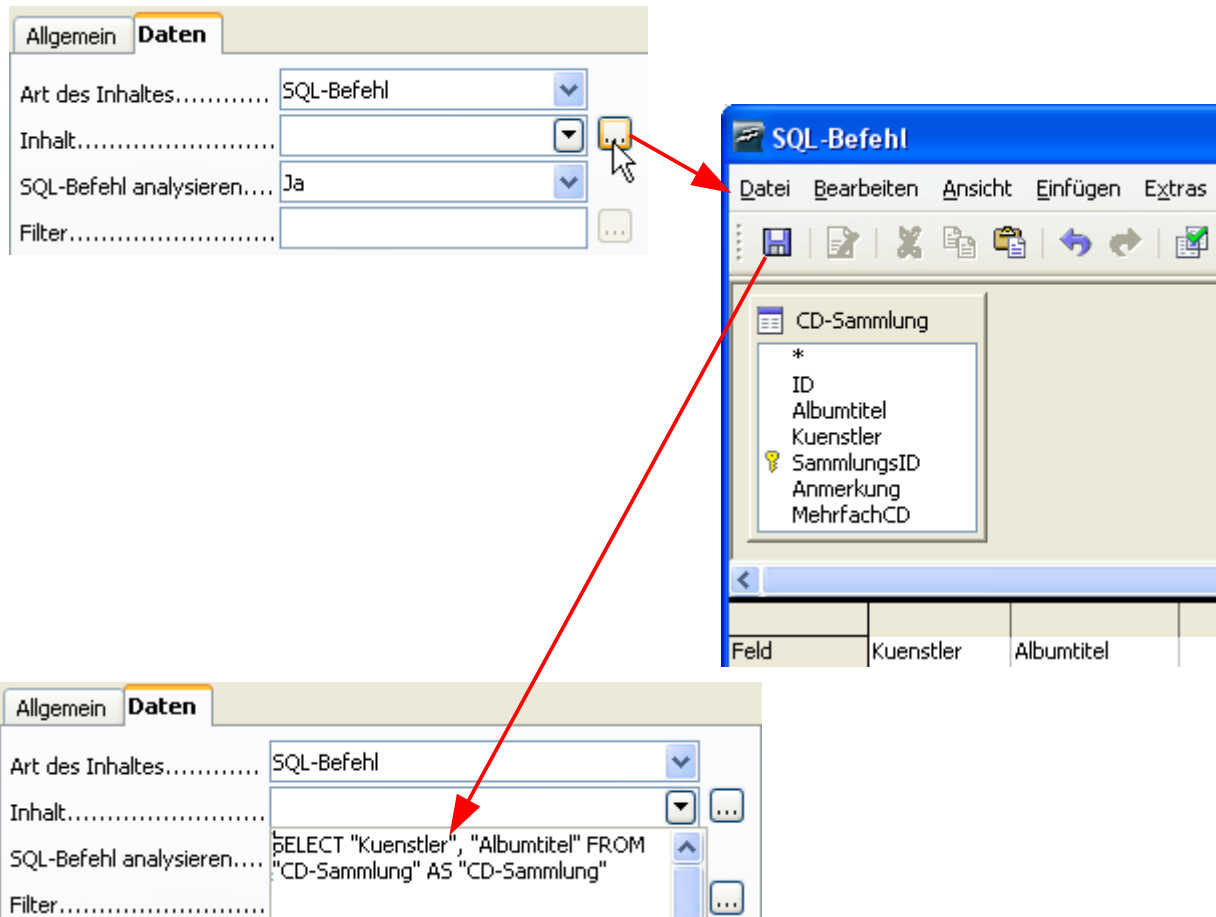 Allgemein Daten
Art des Inhaltes............ SQL-Befehl
Inhalt......................... ...
SQL-Befehl analysieren.... Ja
Filter.......................... ...
SQL-Befehl
Datei Bearbeiten Ansicht Einfügen Extras
CD-Sammlung
*
ID
Albumtitel
Kuenstler
SammlungsID
Anmerkung
MehrfachCD
Feld Kuenstler Albumtitel
Allgemein Daten
Art des Inhaltes............ SQL-Befehl
Inhalt......................... ...
SQL-Befehl analysieren.... SELECT "Kuenstler", "Albumtitel" FROM
"CD-Sammlung" AS "CD-Sammlung"
Filter.......................... ...